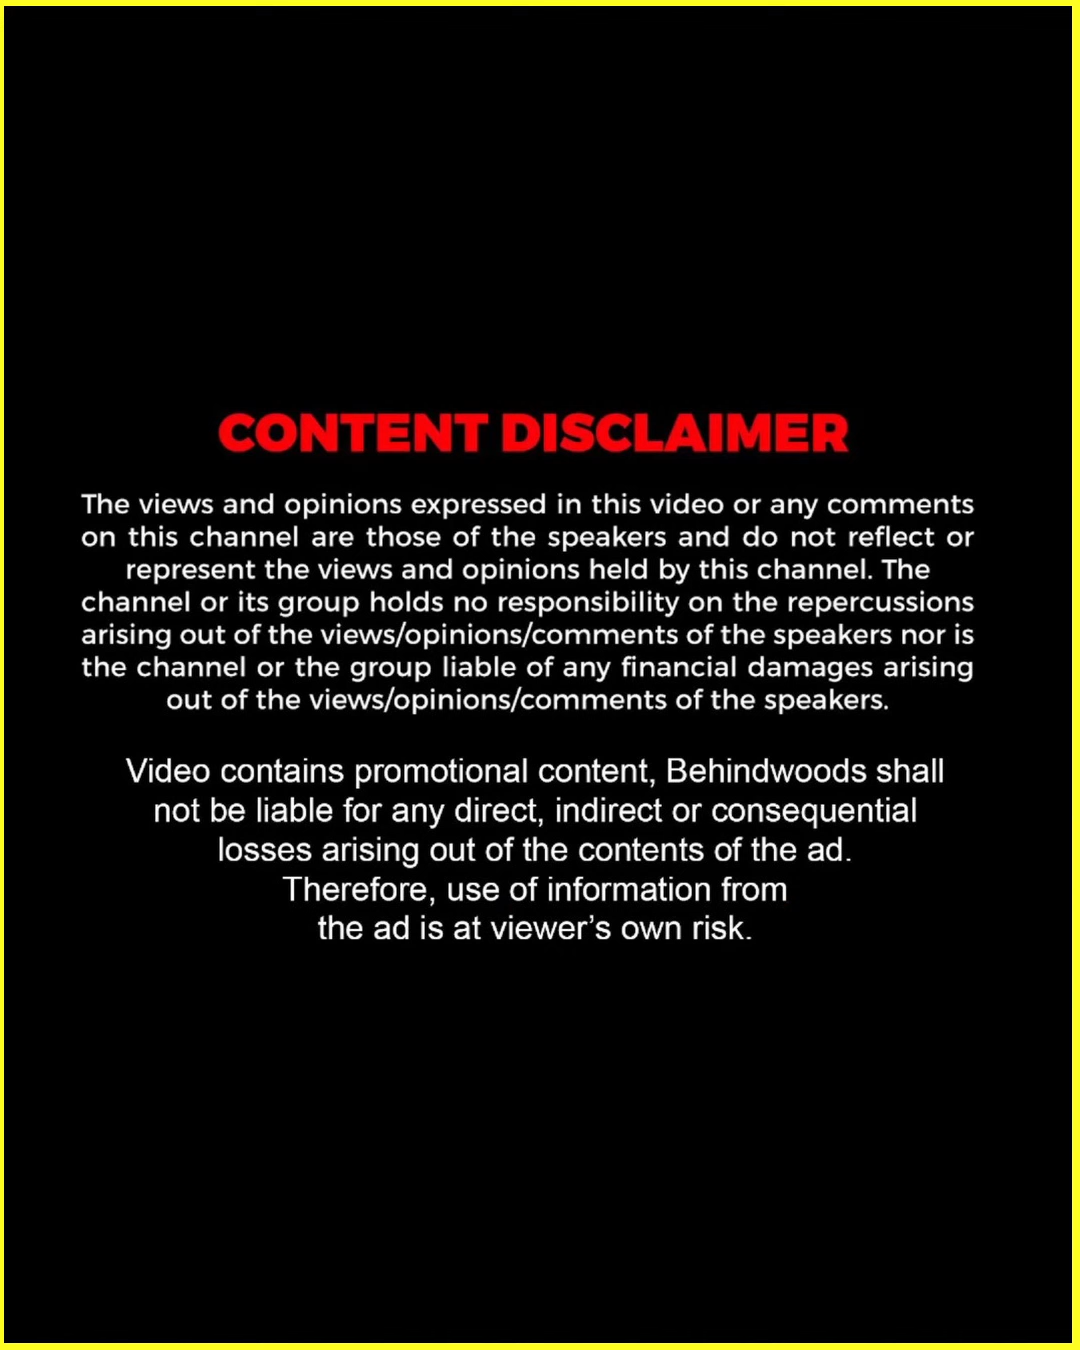 CONTENT DISCLAIMER
The views and opinions expressed in this video or any comments
on this channel are those of the speakers and do not reflect or
represent the views and opinions held by this channel. The
channel or its group holds no responsibility on the repercussions
arising out of the views/opinions/comments of the speakers nor is
the channel or the group liable of any financial damages arising
out of the views/opinions/comments of the speakers.
Video contains promotional content, Behindwoods shall
not be liable for any direct, indirect or consequential
losses arising out of the contents of the ad.
Therefore, use of information from
the ad is at viewer’s own risk.